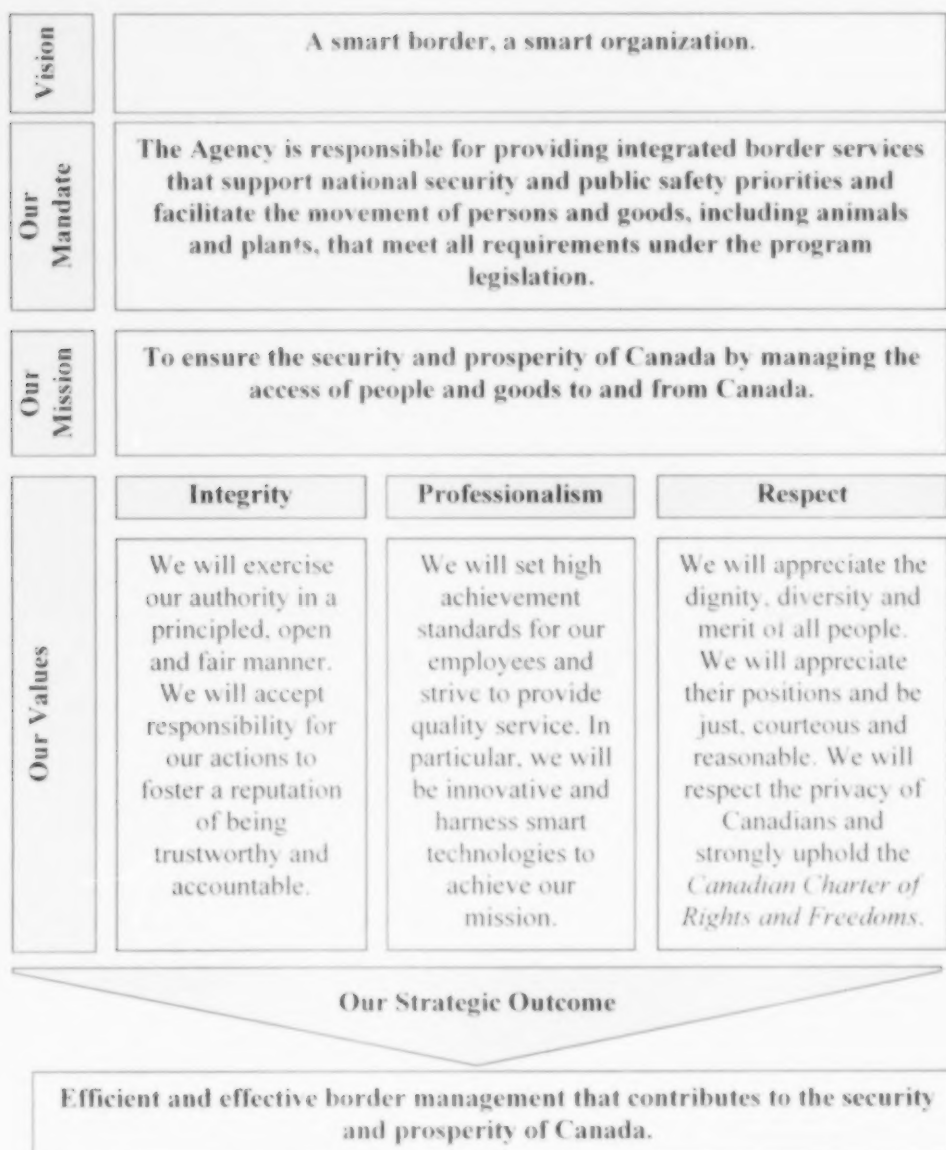 Vision
A smart border, a smart organization.
Our
Mandate
The Agency is responsible for providing integrated border services
that support national security and public safety priorities and
facilitate the movement of persons and goods, including animals
and plants, that meet all requirements under the program
legislation.
Our
Mission
To ensure the security and prosperity of Canada by managing the
access of people and goods to and from Canada.
Our Values
Integrity
We will exercise
our authority in a
principled, open
and fair manner.
We will accept
responsibility for
our actions to
foster a reputation
of being
trustworthy and
accountable.
Professionalism
We will set high
achievement
standards for our
employees and
strive to provide
quality service. In
particular, we will
be innovative and
harness smart
technologies to
achieve our
mission.
Respect
We will appreciate the
dignity, diversity and
merit of all people.
We will appreciate
their positions and be
just, courteous and
reasonable. We will
respect the privacy of
Canadians and
strongly uphold the
Canadian Charter of
Rights and Freedoms.
Our Strategic Outcome
Efficient and effective border management that contributes to the security
and prosperity of Canada.